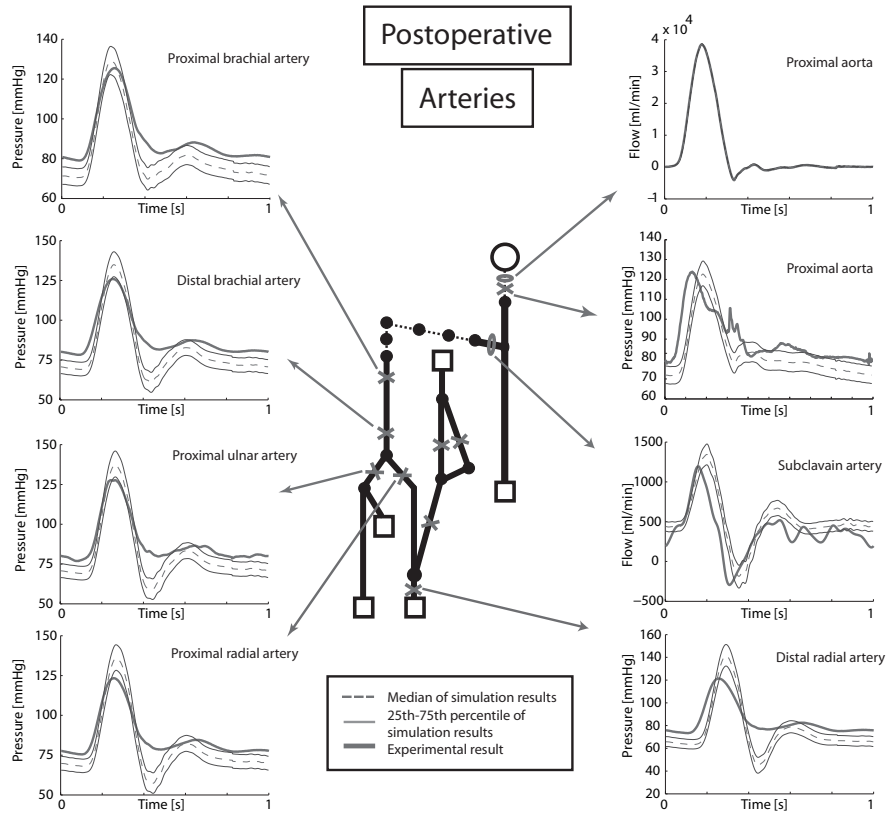 Postoperative
Arteries
Proximal brachial artery
Pressure [mmHg]
140
120
100
80
60
0
Time [s]
1
Distal brachial artery
Pressure [mmHg]
150
125
100
75
50
0
Time [s]
1
Proximal ulnar artery
Pressure [mmHg]
150
125
100
75
50
0
Time [s]
1
Proximal radial artery
Pressure [mmHg]
150
125
100
75
50
0
Time [s]
1
x 10^4
Proximal aorta
Flow [ml/min]
4
3
2
1
0
−1
0
Time [s]
1
Proximal aorta
Pressure [mmHg]
140
130
120
110
100
90
80
70
60
0
Time [s]
1
Subclavain artery
Flow [ml/min]
1500
1000
500
0
−500
0
Time [s]
1
Distal radial artery
Pressure [mmHg]
160
140
120
100
80
60
40
20
0
Time [s]
1
Median of simulation results
25th-75th percentile of
simulation results
Experimental result